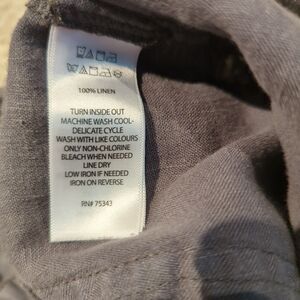 100% LINEN
TURN INSIDE OUT
MACHINE WASH COOL-
DELICATE CYCLE
WASH WITH LIKE COLOURS
ONLY NON-CHLORINE
BLEACH WHEN NEEDED
LINE DRY
LOW IRON IF NEEDED
IRON ON REVERSE
RN# 75343